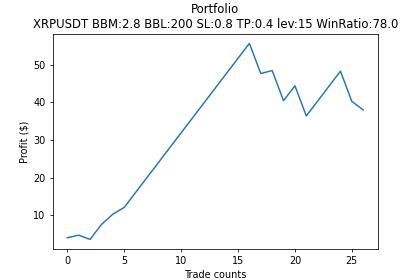 Portfolio
XRPUSDT BBM:2.8 BBL:200 SL:0.8 TP:0.4 lev:15 WinRatio:78.0
Profit ($)
50
40
30
20
10
0 5 10 15 20 25
Trade counts